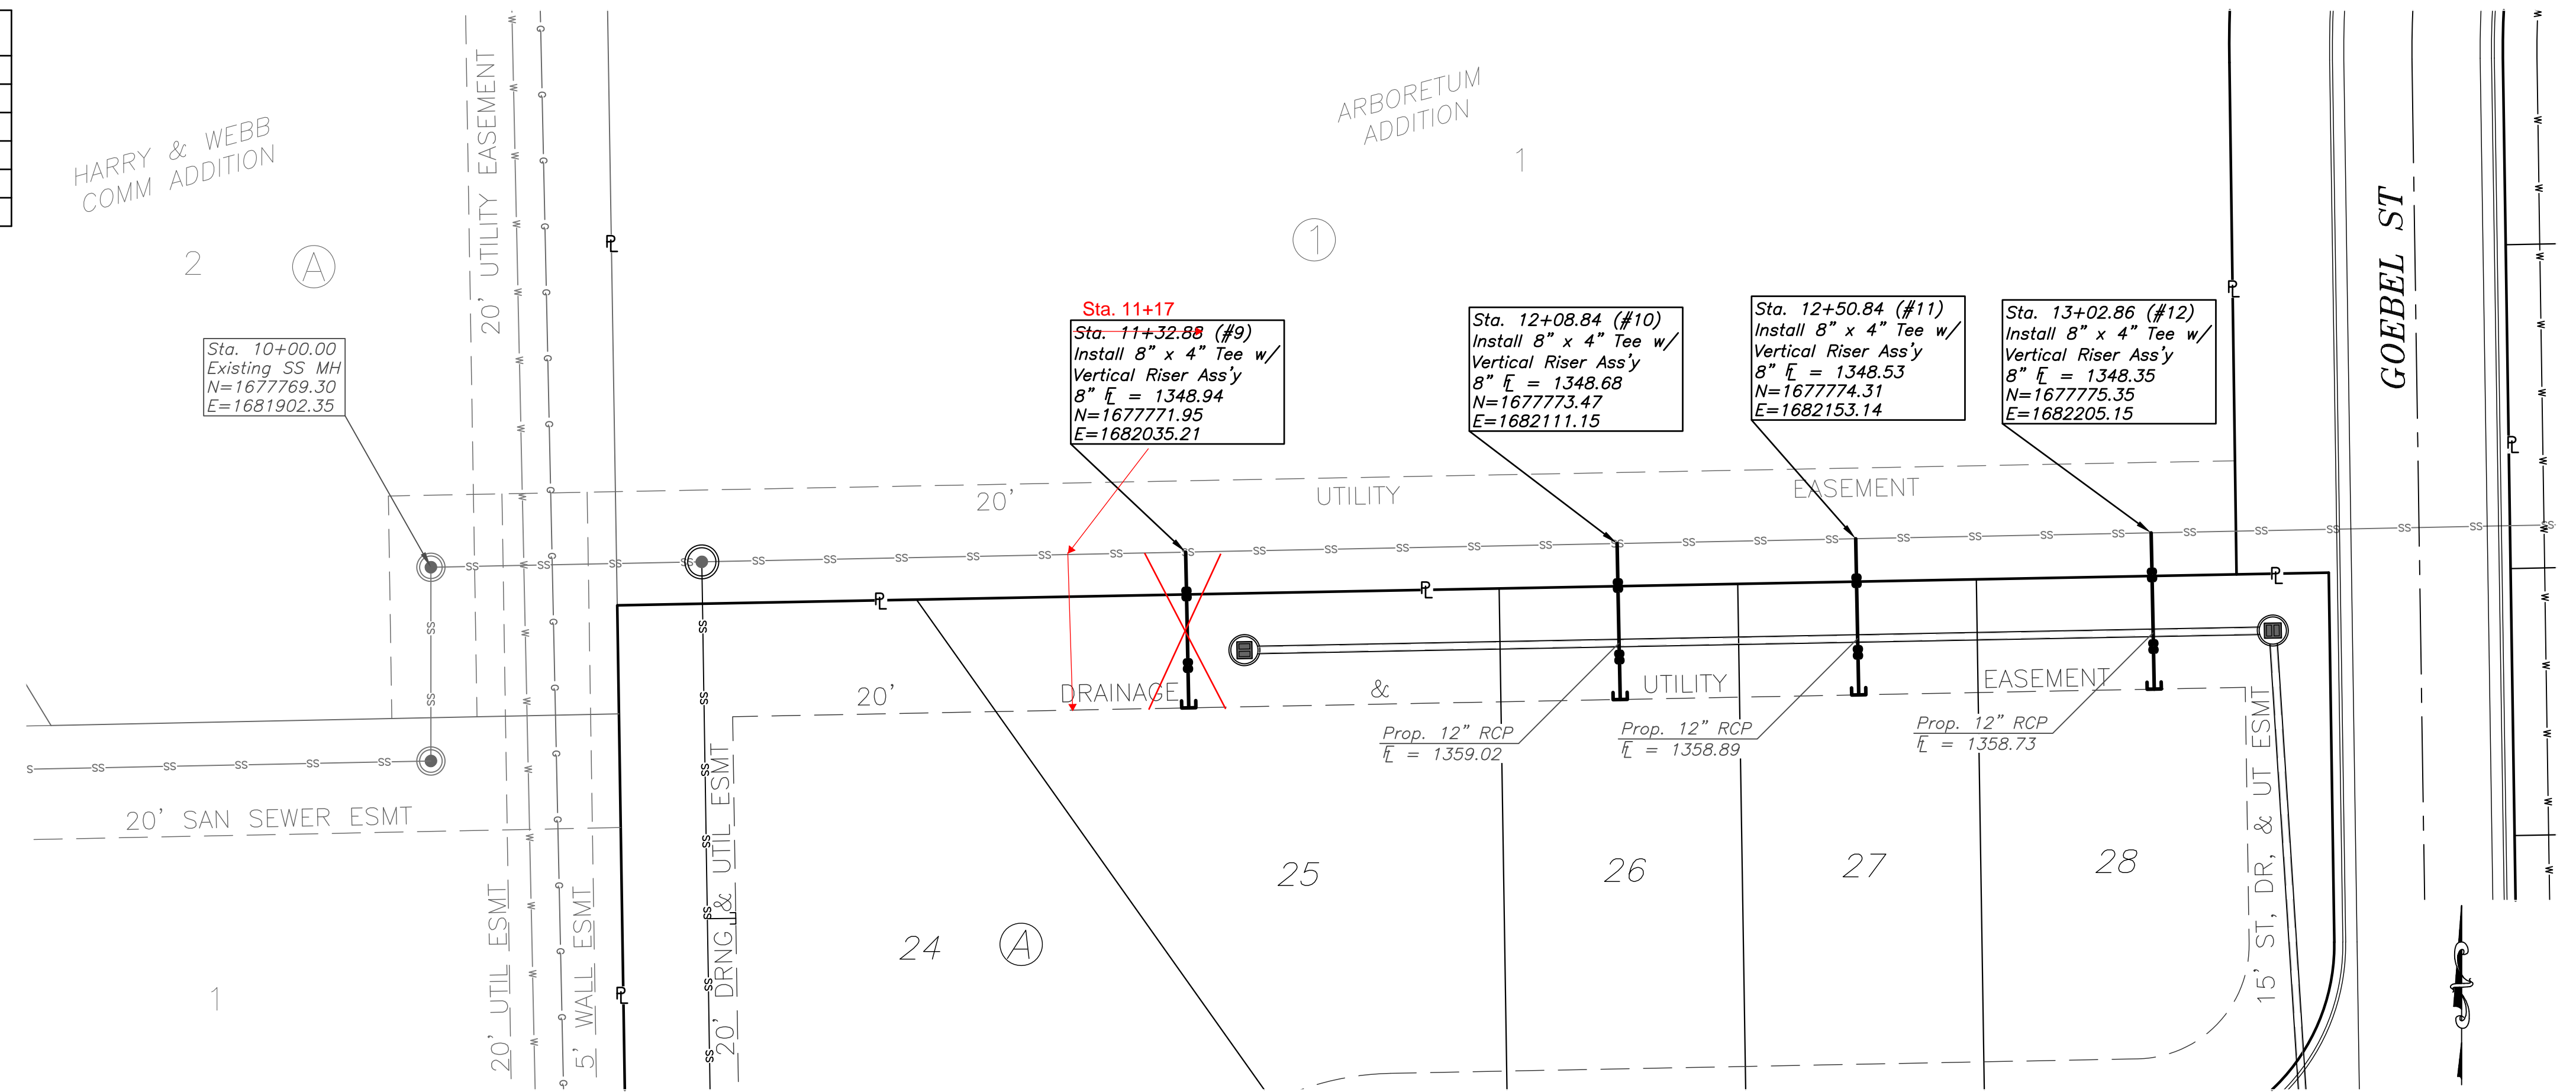 HARRY & WEBB
COMM ADDITION
2
A
20' UTILITY EASEMENT
ARBORETUM
ADDITION
1
1
GOEBEL ST
Sta. 10+00.00
Existing SS MH
N=1677769.30
E=1681902.35
Sta. 11+17
Sta. 11+32.88 (#9)
Install 8" x 4" Tee w/
Vertical Riser Ass'y
8" FL = 1348.94
N=1677771.95
E=1682035.21
Sta. 12+08.84 (#10)
Install 8" x 4" Tee w/
Vertical Riser Ass'y
8" FL = 1348.68
N=1677773.47
E=1682111.15
Sta. 12+50.84 (#11)
Install 8" x 4" Tee w/
Vertical Riser Ass'y
8" FL = 1348.53
N=1677774.31
E=1682153.14
Sta. 13+02.86 (#12)
Install 8" x 4" Tee w/
Vertical Riser Ass'y
8" FL = 1348.35
N=1677775.35
E=1682205.15
20' UTILITY EASEMENT
20' DRAINAGE & UTILITY EASEMENT
Prop. 12" RCP
FL = 1359.02
Prop. 12" RCP
FL = 1358.89
Prop. 12" RCP
FL = 1358.73
20' SAN SEWER ESMT
1
20' UTIL ESMT
5' WALL ESMT
20' DRNG & UTIL ESMT
24
A
25
26
27
28
15' ST, DR, & UT ESMT